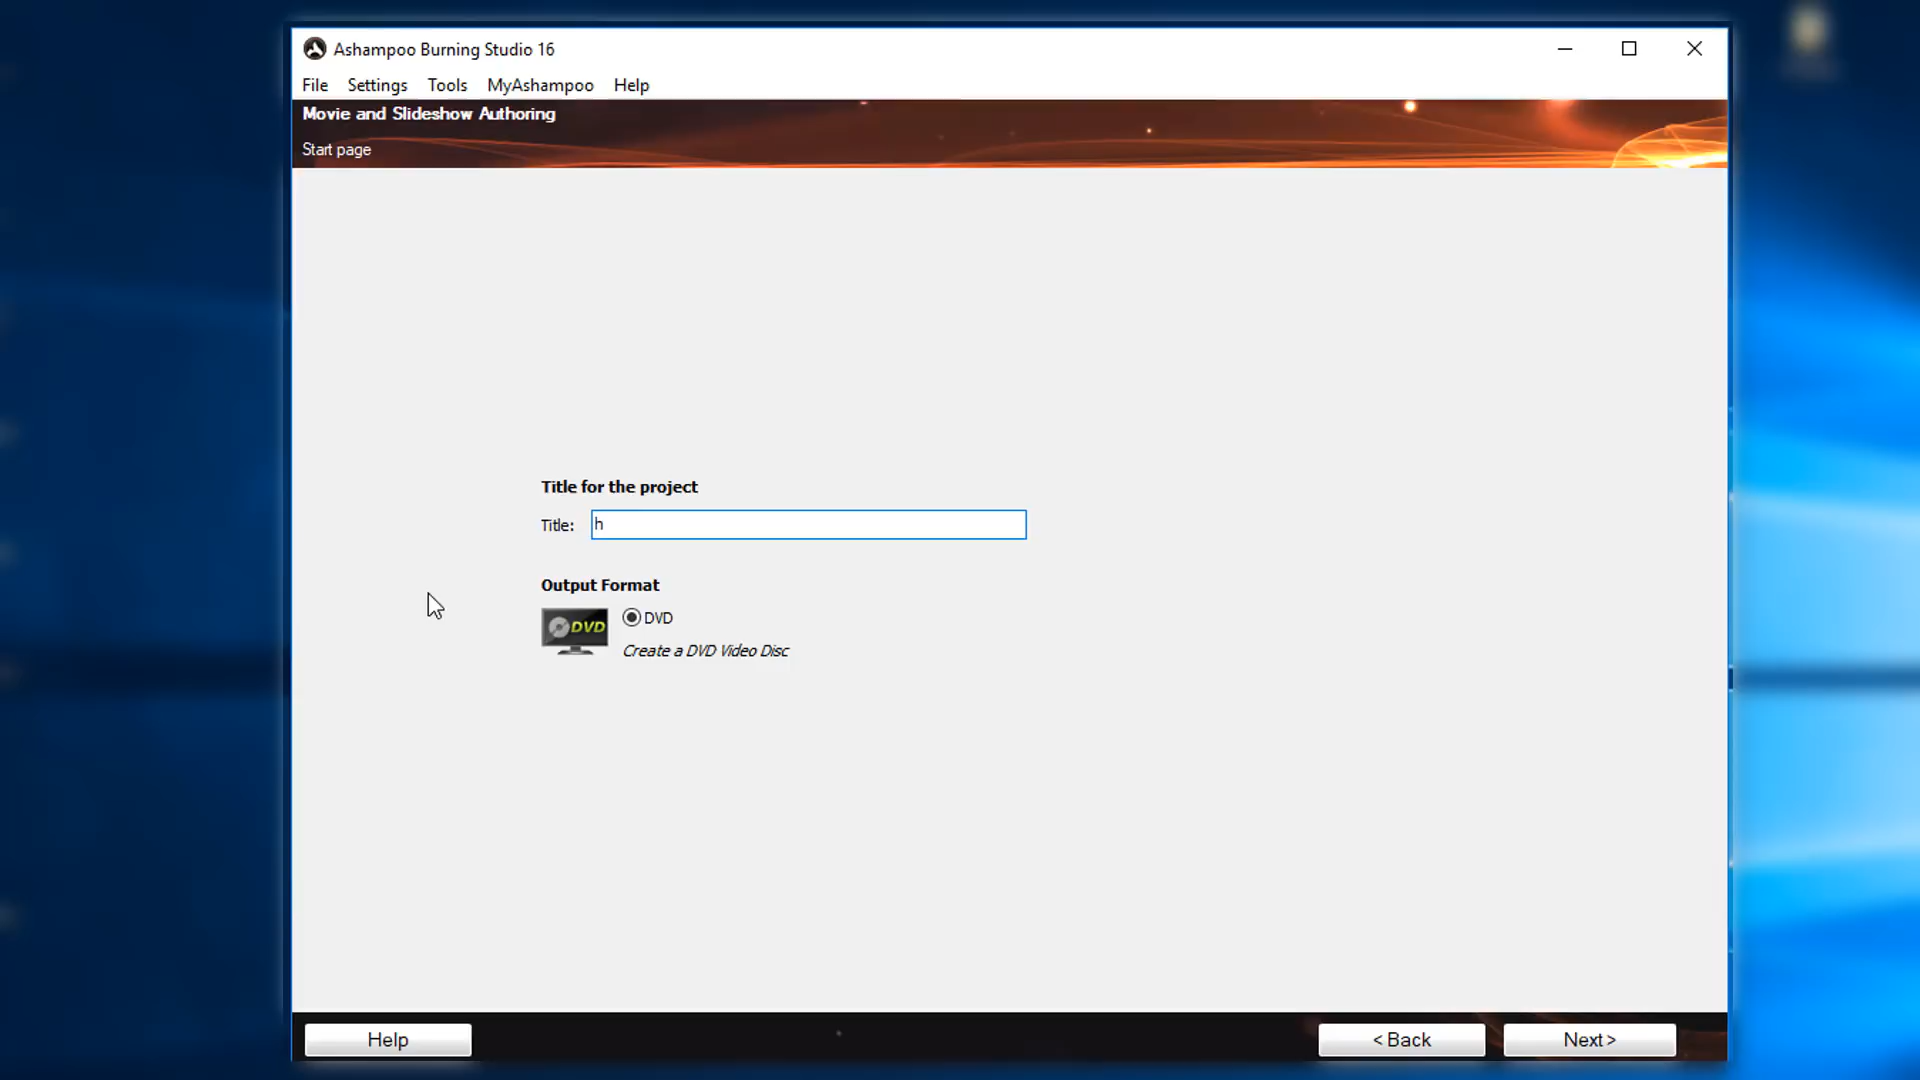 Ashampoo Burning Studio 16
File Settings Tools MyAshampoo Help
Movie and Slideshow Authoring
Start page
Title for the project
Title: h
Output Format
DVD DVD
Create a DVD Video Disc
Help < Back Next >